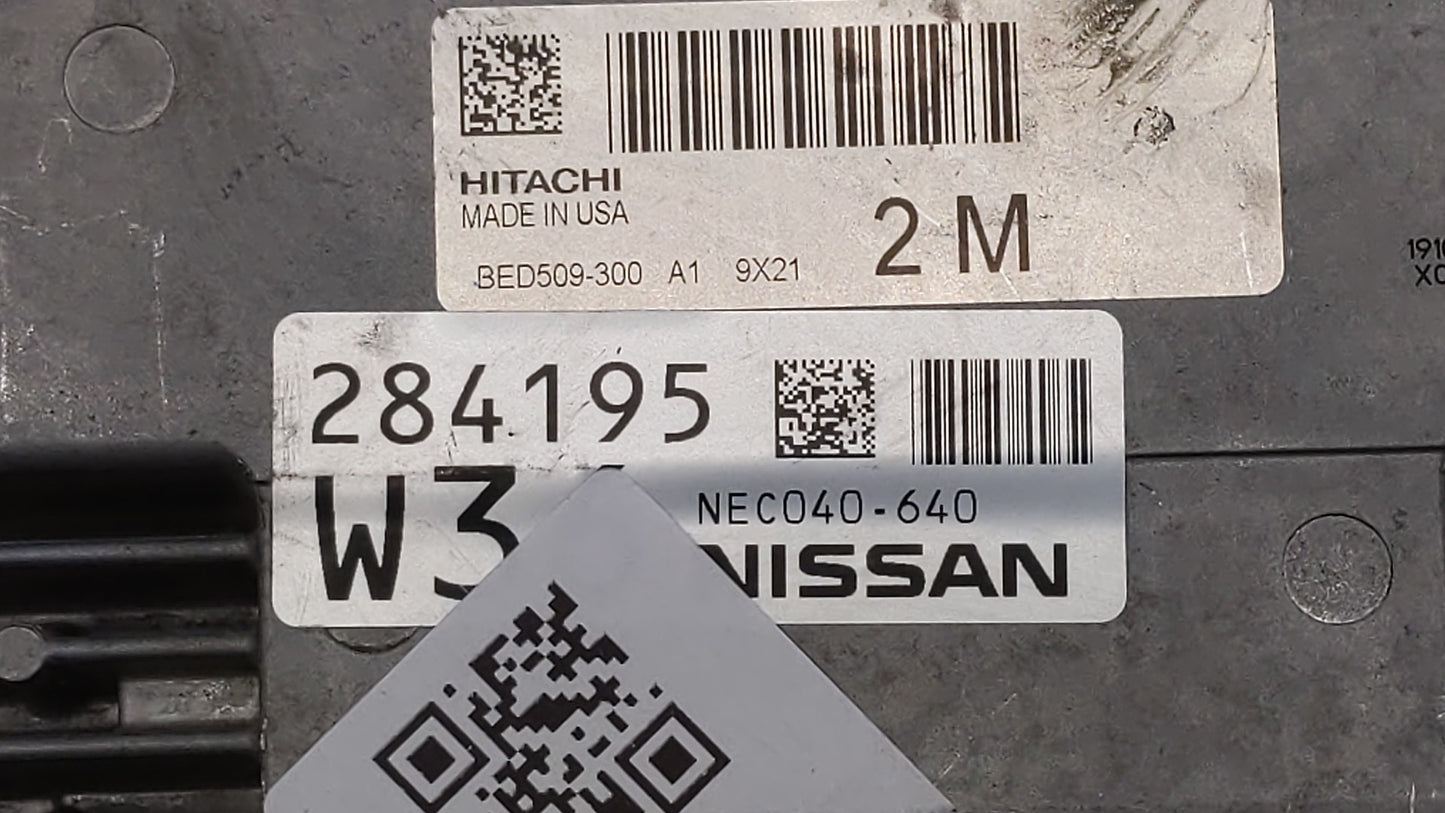 HITACHI
MADE IN USA
BED509-300 A1 9X21
2 M
284195
W3
NEC040-640
NISSAN